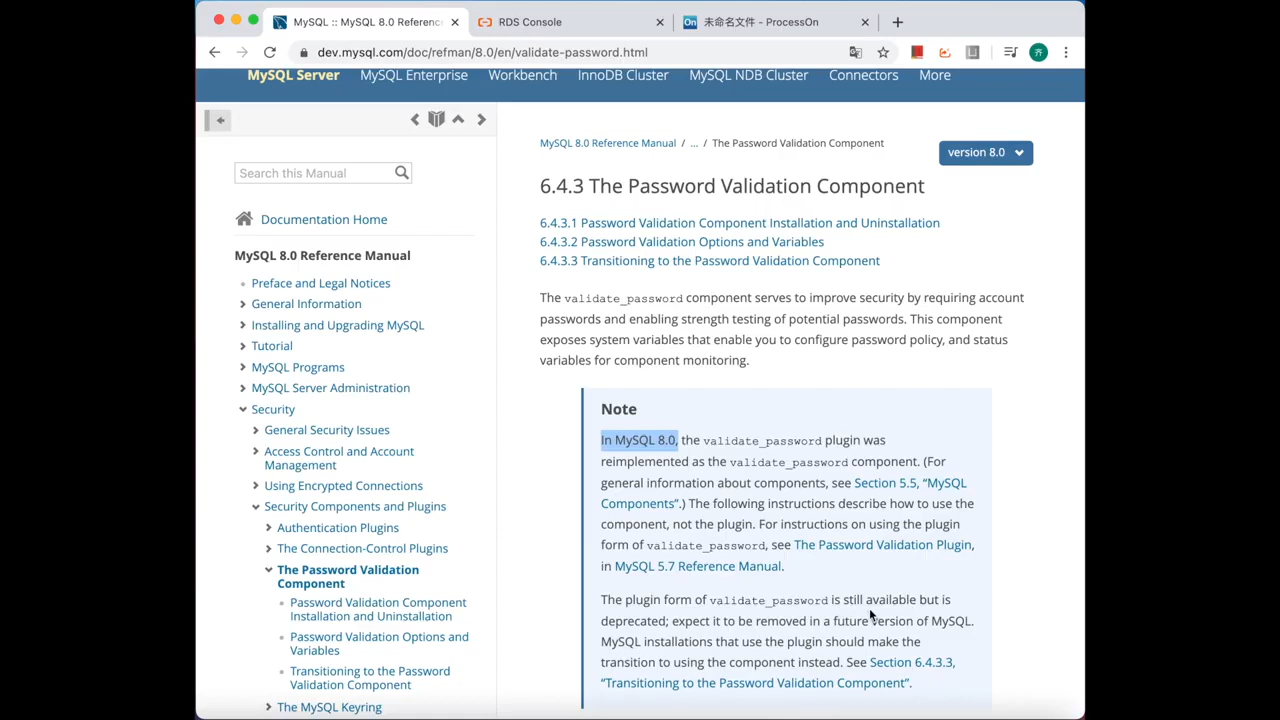 MySQL :: MySQL 8.0 Referenc
RDS Console
On 未命名文件 - ProcessOn
dev.mysql.com/doc/refman/8.0/en/validate-password.html
齐
MySQL Server MySQL Enterprise Workbench InnoDB Cluster MySQL NDB Cluster Connectors More
Search this Manual
Documentation Home
MySQL 8.0 Reference Manual
Preface and Legal Notices
General Information
Installing and Upgrading MySQL
Tutorial
MySQL Programs
MySQL Server Administration
Security
General Security Issues
Access Control and Account
Management
Using Encrypted Connections
Security Components and Plugins
Authentication Plugins
The Connection-Control Plugins
The Password Validation
Component
Password Validation Component
Installation and Uninstallation
Password Validation Options and
Variables
Transitioning to the Password
Validation Component
The MySQL Keyring
MySQL 8.0 Reference Manual / ... / The Password Validation Component
version 8.0
6.4.3 The Password Validation Component
6.4.3.1 Password Validation Component Installation and Uninstallation
6.4.3.2 Password Validation Options and Variables
6.4.3.3 Transitioning to the Password Validation Component
The validate_password component serves to improve security by requiring account
passwords and enabling strength testing of potential passwords. This component
exposes system variables that enable you to configure password policy, and status
variables for component monitoring.
Note
In MySQL 8.0, the validate_password plugin was
reimplemented as the validate_password component. (For
general information about components, see Section 5.5, “MySQL
Components”.) The following instructions describe how to use the
component, not the plugin. For instructions on using the plugin
form of validate_password, see The Password Validation Plugin,
in MySQL 5.7 Reference Manual.
The plugin form of validate_password is still available but is
deprecated; expect it to be removed in a future version of MySQL.
MySQL installations that use the plugin should make the
transition to using the component instead. See Section 6.4.3.3,
“Transitioning to the Password Validation Component”.